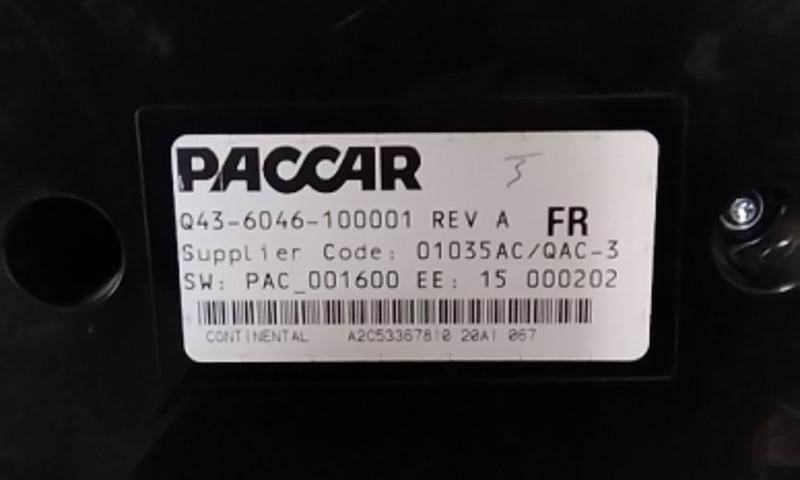 PACCAR
Q43-6046-100001 REV A FR
Supplier Code: 01035AC/QAC-3
SW: PAC_001600 EE: 15 000202
CONTINENTAL A2C53367810 20A1 067